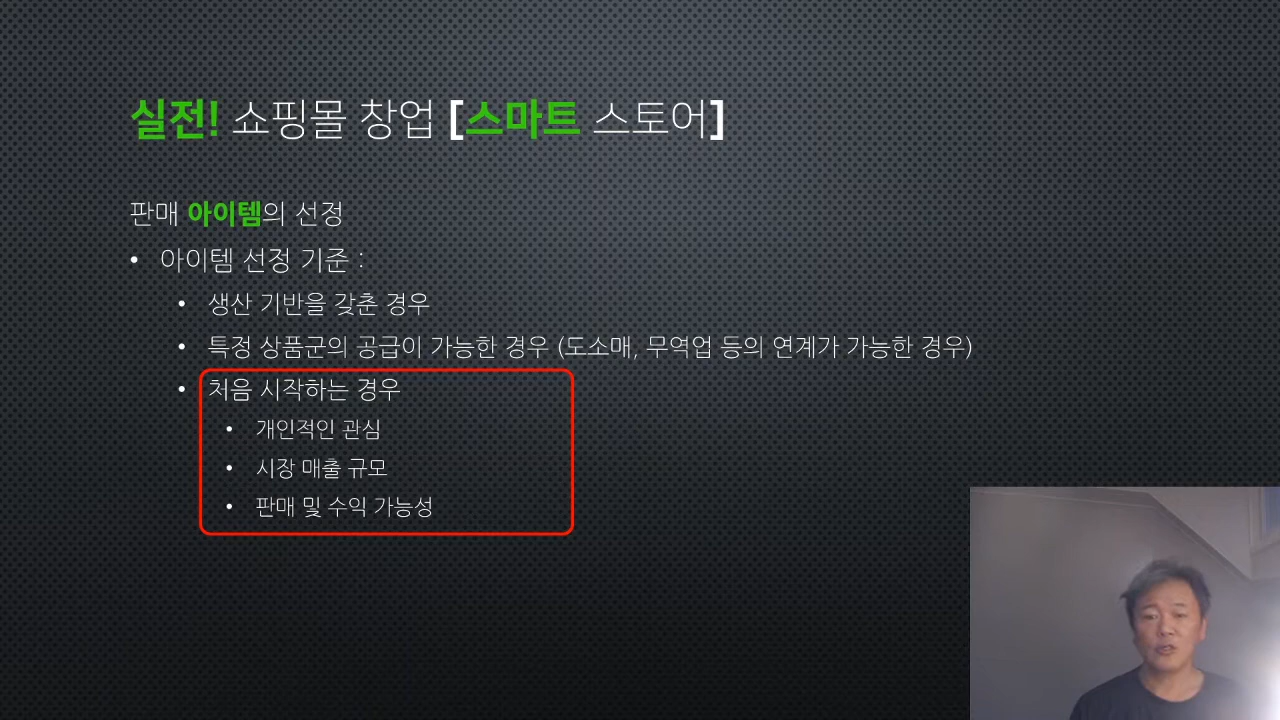 실전! 쇼핑몰 창업 [스마트 스토어]
판매 아이템의 선정
• 아이템 선정 기준 :
• 생산 기반을 갖춘 경우
• 특정 상품군의 공급이 가능한 경우 (도소매, 무역업 등의 연계가 가능한 경우)
• 처음 시작하는 경우
• 개인적인 관심
• 시장 매출 규모
• 판매 및 수익 가능성